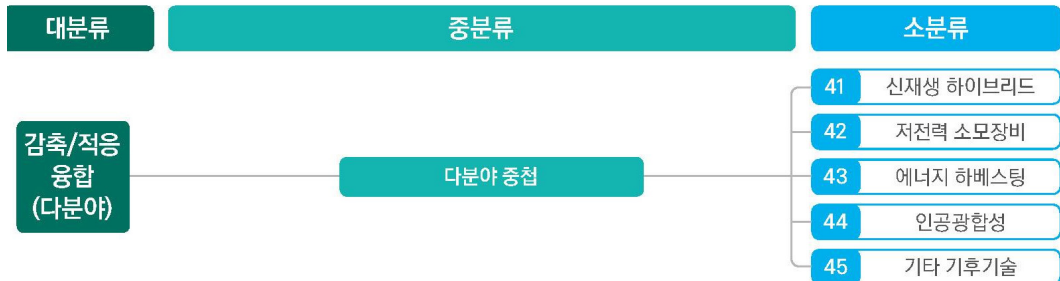 대분류
중분류
소분류
감축/적응
융합
(다분야)
다분야 중첩
41 신재생 하이브리드
42 저전력 소모장비
43 에너지 하베스팅
44 인공광합성
45 기타 기후기술